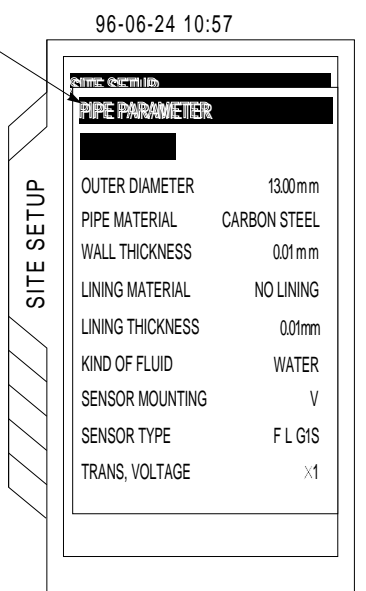 96-06-24 10:57
SITE SETUP
PIPE PARAMETER
OUTER DIAMETER 13.00mm
PIPE MATERIAL CARBON STEEL
WALL THICKNESS 0.01mm
LINING MATERIAL NO LINING
LINING THICKNESS 0.01mm
KIND OF FLUID WATER
SENSOR MOUNTING V
SENSOR TYPE F L G1S
TRANS, VOLTAGE ×1
SITE SETUP